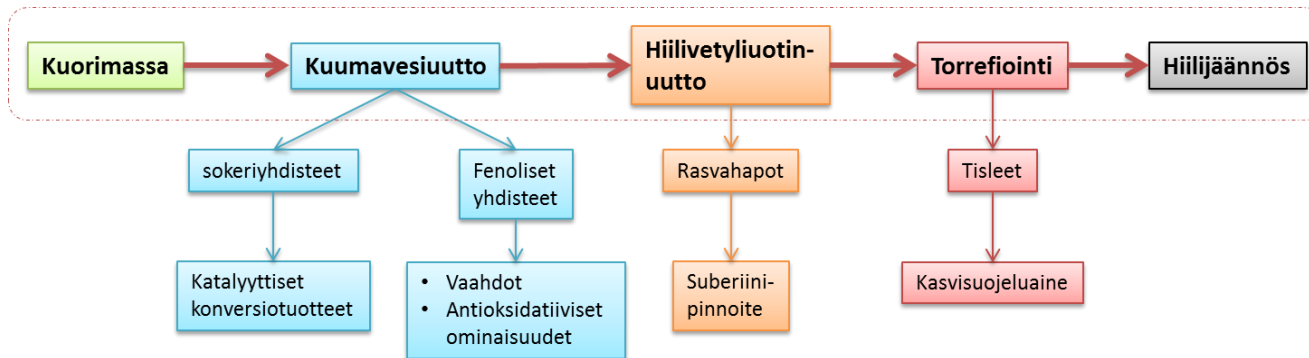 Kuorimassa
Kuumavesiuutto
Hiilivetyliuotin-
uutto
Torrefiointi
Hiilijäännös
sokeriyhdisteet
Fenoliset
yhdisteet
Rasvahapot
Tisleet
Katalyyttiset
konversiotuotteet
• Vaahdot
• Antioksidatiiviset
ominaisuudet
Suberiini-
pinnoite
Kasvisuojeluaine